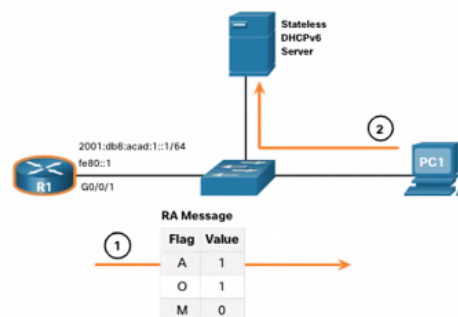 Stateless
DHCPv6
Server
2
2001:db8:acad:1::1/64
fe80::1
PC1
R1
G0/0/1
RA Message
1
Flag Value
A 1
O 1
M 0